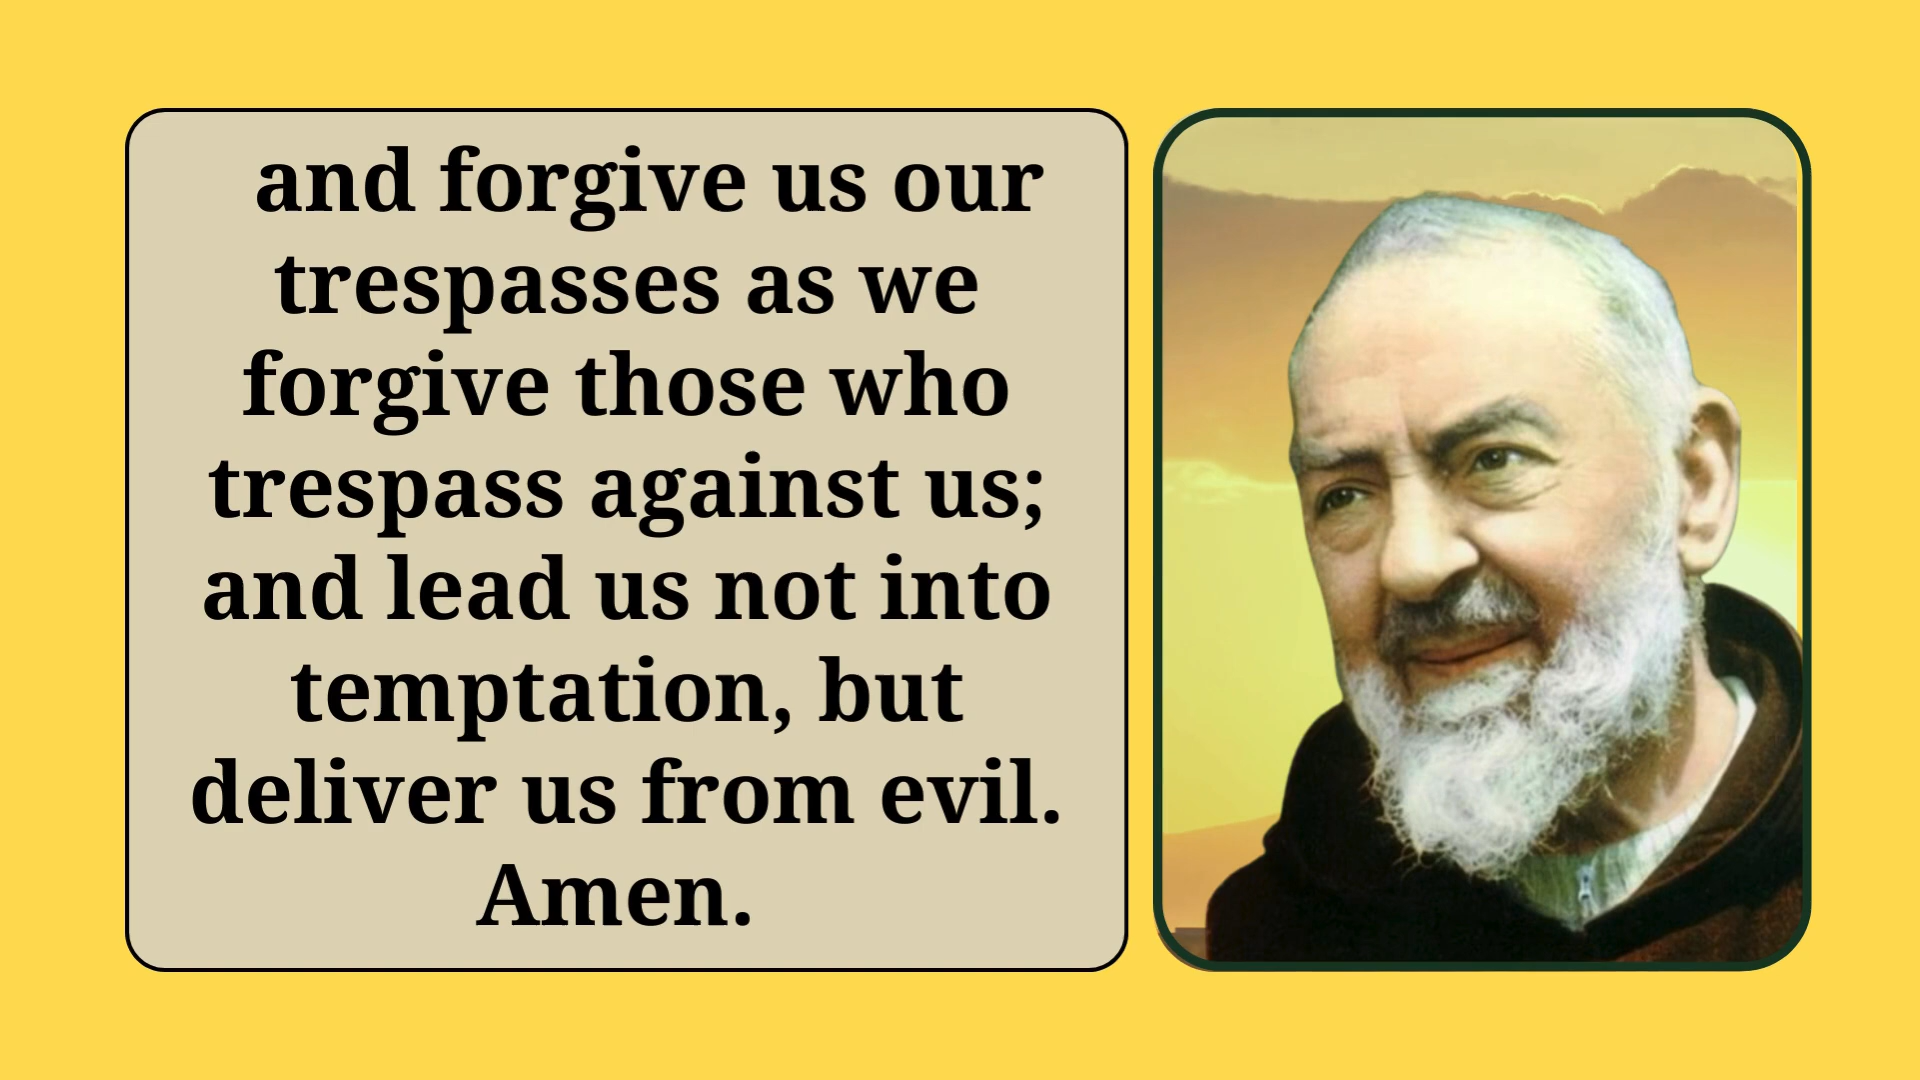 and forgive us our
trespasses as we
forgive those who
trespass against us;
and lead us not into
temptation, but
deliver us from evil.
Amen.